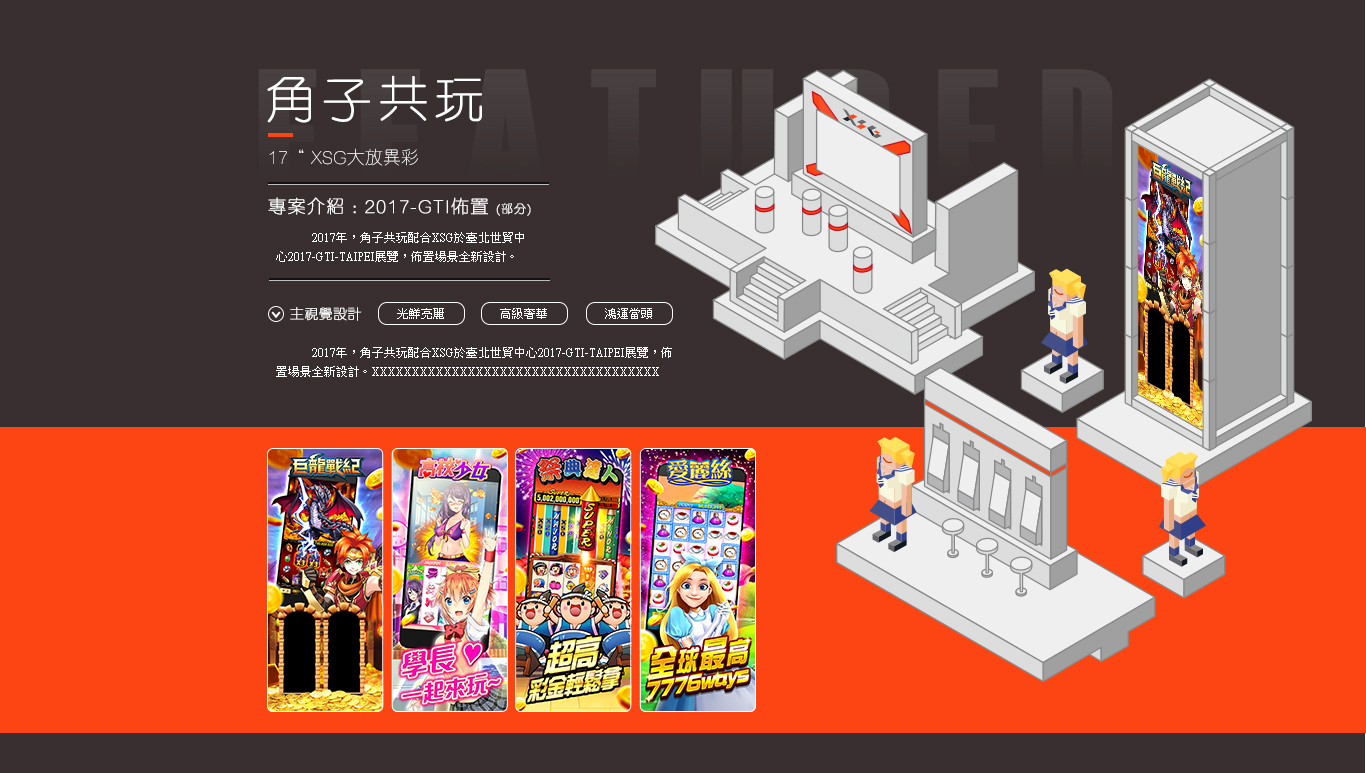 FEATURED
角子共玩
17 “ XSG大放異彩
專案介紹：2017-GTI佈置 (部分)
2017年，角子共玩配合XSG於臺北世貿中
心2017-GTI-TAIPEI展覽，佈置場景全新設計。
主視覺設計 光鮮亮麗 高級奢華 鴻運當頭
2017年，角子共玩配合XSG於臺北世貿中心2017-GTI-TAIPEI展覽，佈
置場景全新設計。XXXXXXXXXXXXXXXXXXXXXXXXXXXXXXXXXXXX
XSG
巨龍戰紀
巨龍戰紀
高校少女
學長♥
一起來玩~
祭典達人
5,002,000,000
SUPER
超高
彩金輕鬆拿
愛麗絲
全球最高
7776ways